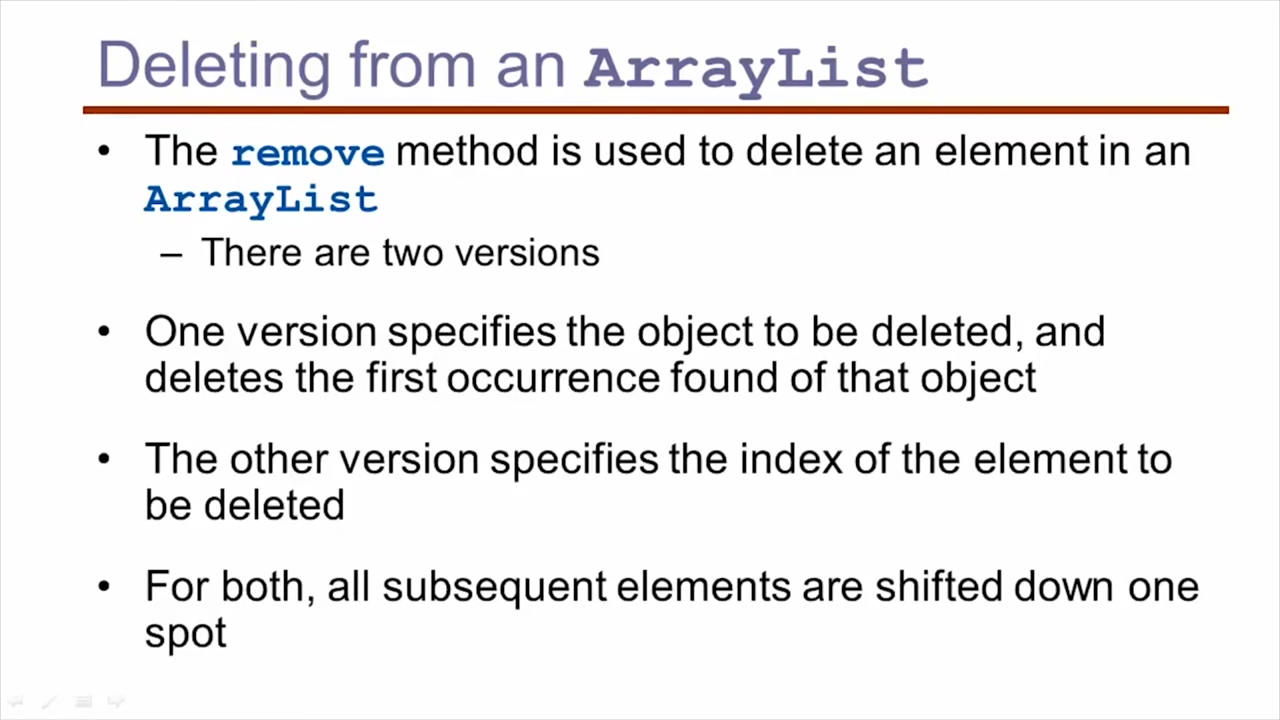 Deleting from an ArrayList
• The remove method is used to delete an element in an
ArrayList
– There are two versions
• One version specifies the object to be deleted, and
deletes the first occurrence found of that object
• The other version specifies the index of the element to
be deleted
• For both, all subsequent elements are shifted down one
spot